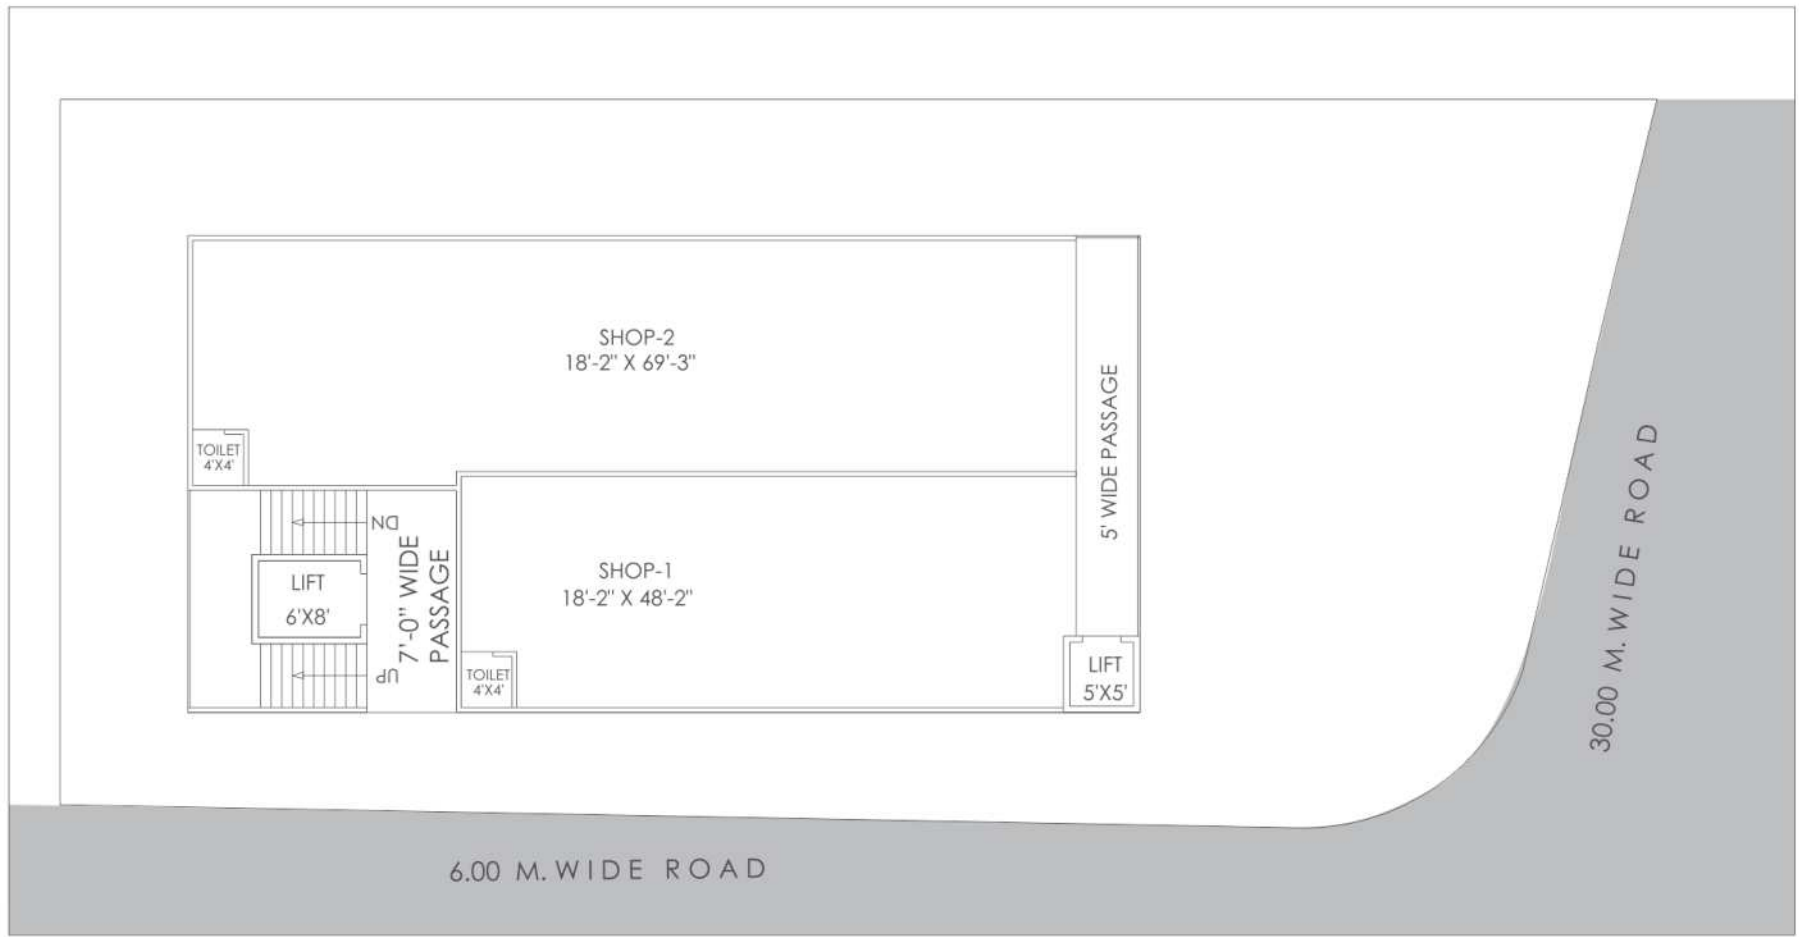 SHOP-2
18'-2" X 69'-3"
TOILET
4'X4'
5' WIDE PASSAGE
DN
7'-0" WIDE
PASSAGE
LIFT
6'X8'
UP
SHOP-1
18'-2" X 48'-2"
TOILET
4'X4'
LIFT
5'X5'
30.00 M. WIDE ROAD
6.00 M. WIDE ROAD